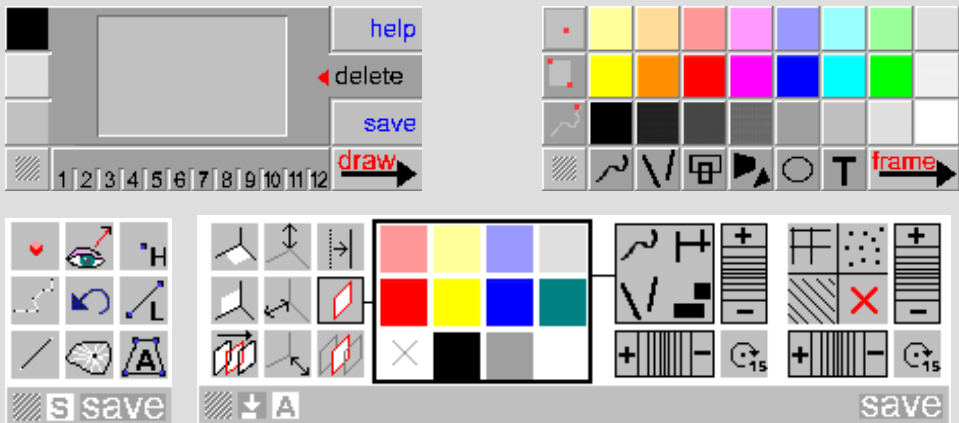 help
delete
save
draw
1 2 3 4 5 6 7 8 9 10 11 12
T
frame
H
L
A
S save
+ +
- -
+ - 15 + - 15
A save